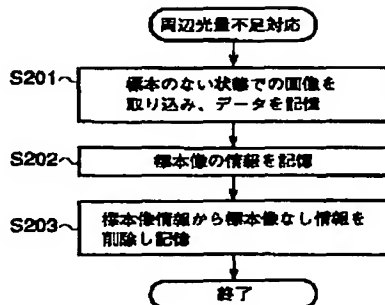 周辺光量不足対応
S201
標本のない状態での画像を
取り込み、データを記憶
S202
標本像の情報を記憶
S203
標本像情報から標本像なし情報を
削除し記憶
終了